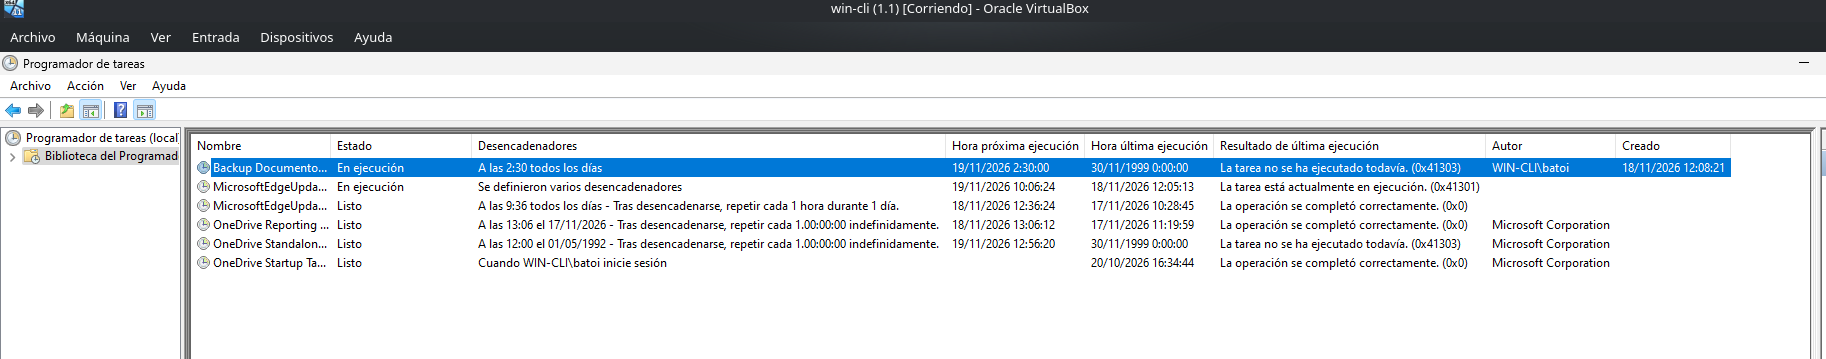 win-cli (1.1) [Corriendo] - Oracle VirtualBox
Archivo Máquina Ver Entrada Dispositivos Ayuda
Programador de tareas
Archivo Acción Ver Ayuda
Programador de tareas (local)
Biblioteca del Programad
Nombre Estado Desencadenadores Hora próxima ejecución Hora última ejecución Resultado de última ejecución Autor Creado
Backup Documento... En ejecución A las 2:30 todos los días 19/11/2026 2:30:00 30/11/1999 0:00:00 La tarea no se ha ejecutado todavía. (0x41303) WIN-CLI\batoi 18/11/2026 12:08:21
MicrosoftEdgeUpda... En ejecución Se definieron varios desencadenadores 19/11/2026 10:06:24 18/11/2026 12:05:13 La tarea está actualmente en ejecución. (0x41301)
MicrosoftEdgeUpda... Listo A las 9:36 todos los días - Tras desencadenarse, repetir cada 1 hora durante 1 día. 18/11/2026 12:36:24 17/11/2026 10:28:45 La operación se completó correctamente. (0x0)
OneDrive Reporting ... Listo A las 13:06 el 17/11/2026 - Tras desencadenarse, repetir cada 1.00:00:00 indefinidamente. 18/11/2026 13:06:12 17/11/2026 11:19:59 La operación se completó correctamente. (0x0) Microsoft Corporation
OneDrive Standalon... Listo A las 12:00 el 01/05/1992 - Tras desencadenarse, repetir cada 1.00:00:00 indefinidamente. 19/11/2026 12:56:20 30/11/1999 0:00:00 La tarea no se ha ejecutado todavía. (0x41303) Microsoft Corporation
OneDrive Startup Ta... Listo Cuando WIN-CLI\batoi inicie sesión 20/10/2026 16:34:44 La operación se completó correctamente. (0x0) Microsoft Corporation